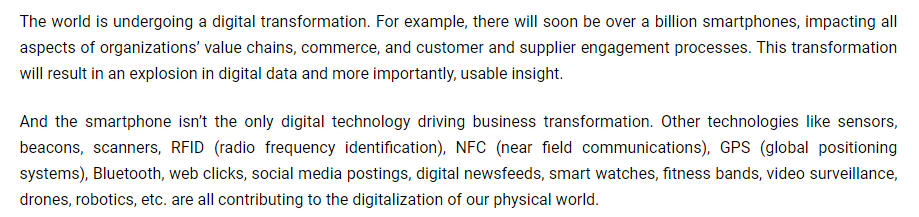 The world is undergoing a digital transformation. For example, there will soon be over a billion smartphones, impacting all
aspects of organizations’ value chains, commerce, and customer and supplier engagement processes. This transformation
will result in an explosion in digital data and more importantly, usable insight.
And the smartphone isn’t the only digital technology driving business transformation. Other technologies like sensors,
beacons, scanners, RFID (radio frequency identification), NFC (near field communications), GPS (global positioning
systems), Bluetooth, web clicks, social media postings, digital newsfeeds, smart watches, fitness bands, video surveillance,
drones, robotics, etc. are all contributing to the digitalization of our physical world.